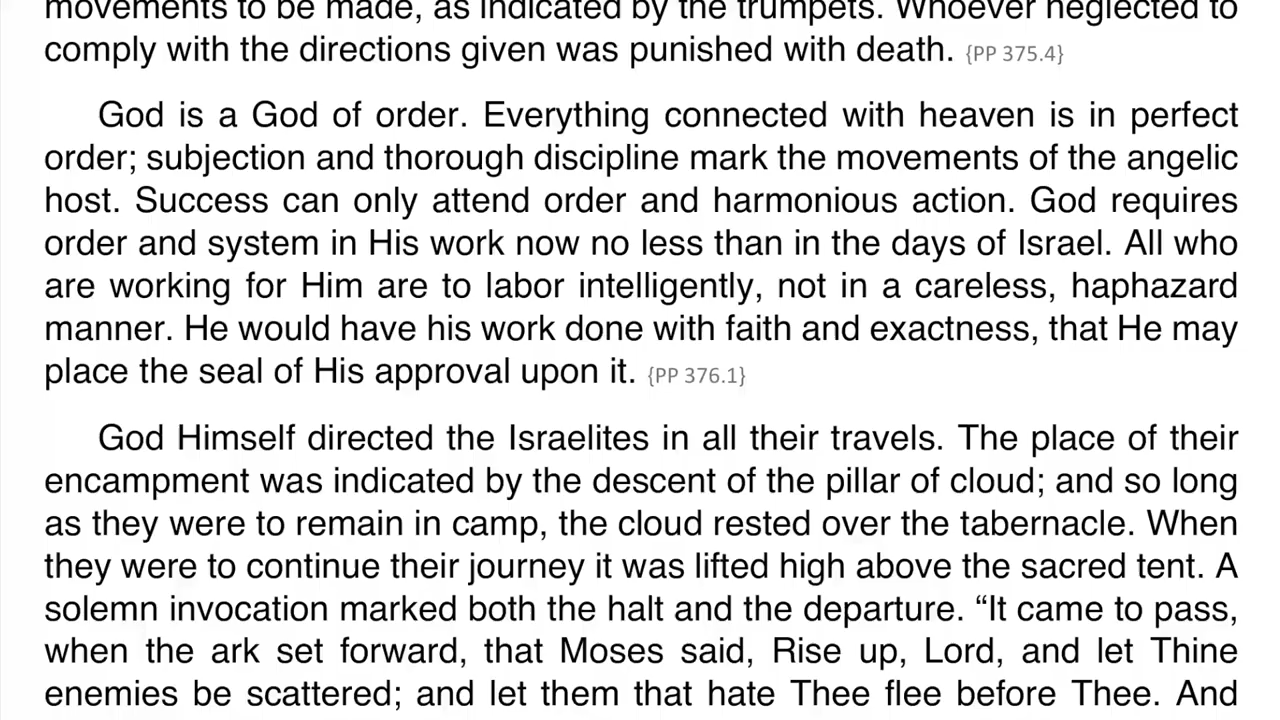 movements to be made, as indicated by the trumpets. Whoever neglected to
comply with the directions given was punished with death. {PP 375.4}
God is a God of order. Everything connected with heaven is in perfect
order; subjection and thorough discipline mark the movements of the angelic
host. Success can only attend order and harmonious action. God requires
order and system in His work now no less than in the days of Israel. All who
are working for Him are to labor intelligently, not in a careless, haphazard
manner. He would have his work done with faith and exactness, that He may
place the seal of His approval upon it. {PP 376.1}
God Himself directed the Israelites in all their travels. The place of their
encampment was indicated by the descent of the pillar of cloud; and so long
as they were to remain in camp, the cloud rested over the tabernacle. When
they were to continue their journey it was lifted high above the sacred tent. A
solemn invocation marked both the halt and the departure. “It came to pass,
when the ark set forward, that Moses said, Rise up, Lord, and let Thine
enemies be scattered; and let them that hate Thee flee before Thee. And